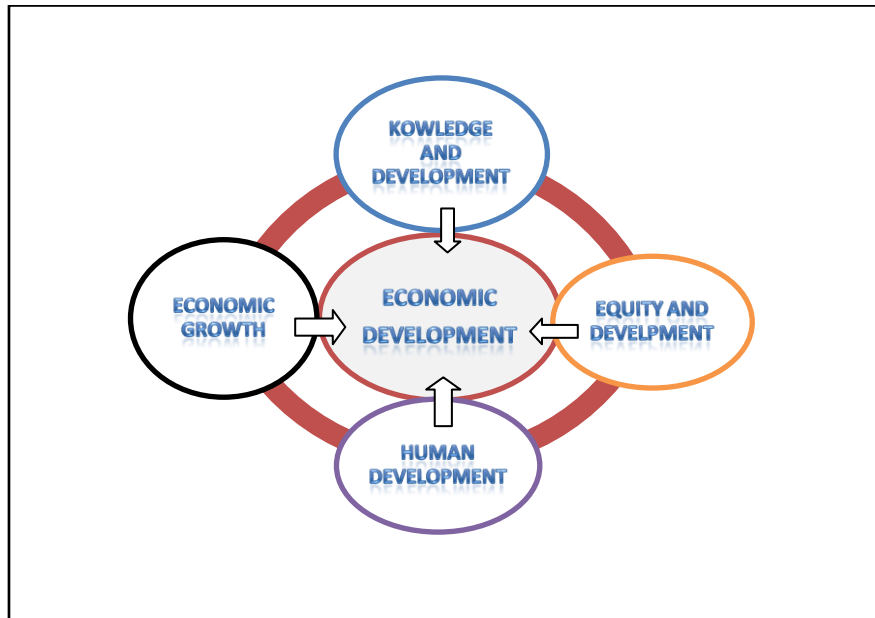 KOWLEDGE
AND
DEVELOPMENT
ECONOMIC
GROWTH
ECONOMIC
DEVELOPMENT
EQUITY AND
DEVELPMENT
HUMAN
DEVELOPMENT